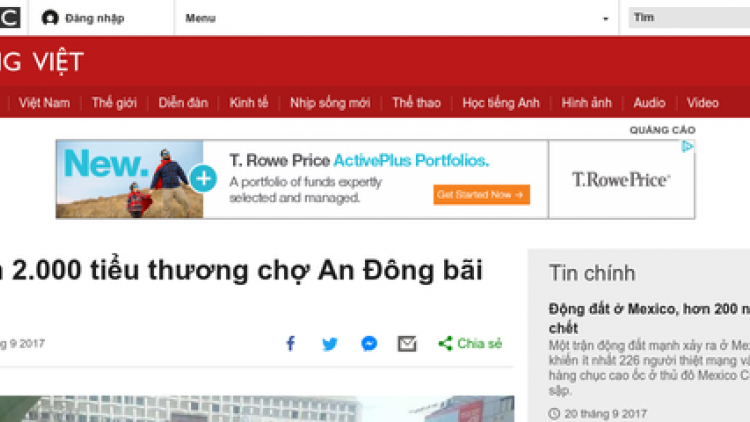 C Đăng nhập Menu Tìm
NG VIỆT
Việt Nam Thế giới Diễn đàn Kinh tế Nhịp sống mới Thể thao Học tiếng Anh Hình ảnh Audio Video
QUẢNG CÁO
New.
T. Rowe Price ActivePlus Portfolios.
A portfolio of funds expertly
selected and managed.
Get Started Now →
T.RowePrice
2.000 tiểu thương chợ An Đông bãi
9 2017
Chia sẻ
Tin chính
Động đất ở Mexico, hơn 200 n
chết
Một trận động đất mạnh xảy ra ở Me
khiến ít nhất 226 người thiệt mạng và
hàng chục cao ốc ở thủ đô Mexico C
sập.
20 tháng 9 2017